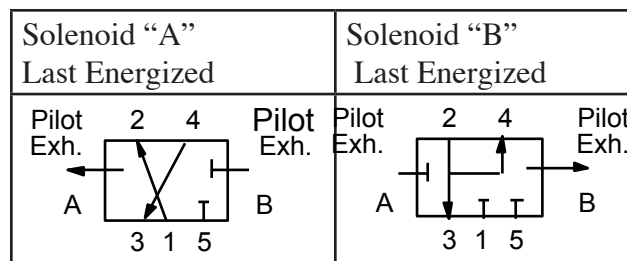 Solenoid “A”
Last Energized
Solenoid “B”
Last Energized
Pilot
Exh.
2 4
Pilot
Exh.
A
B
3 1 5
Pilot
Exh.
2 4
Pilot
Exh.
A
B
3 1 5